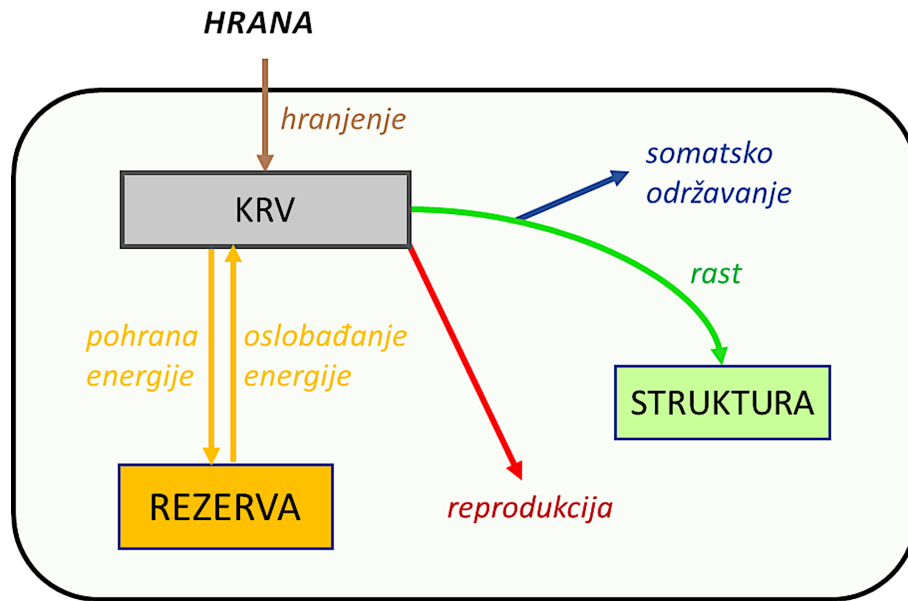 HRANA
hranjenje
KRV
somatsko
održavanje
rast
pohrana
energije
oslobađanje
energije
STRUKTURA
REZERVA
reprodukcija